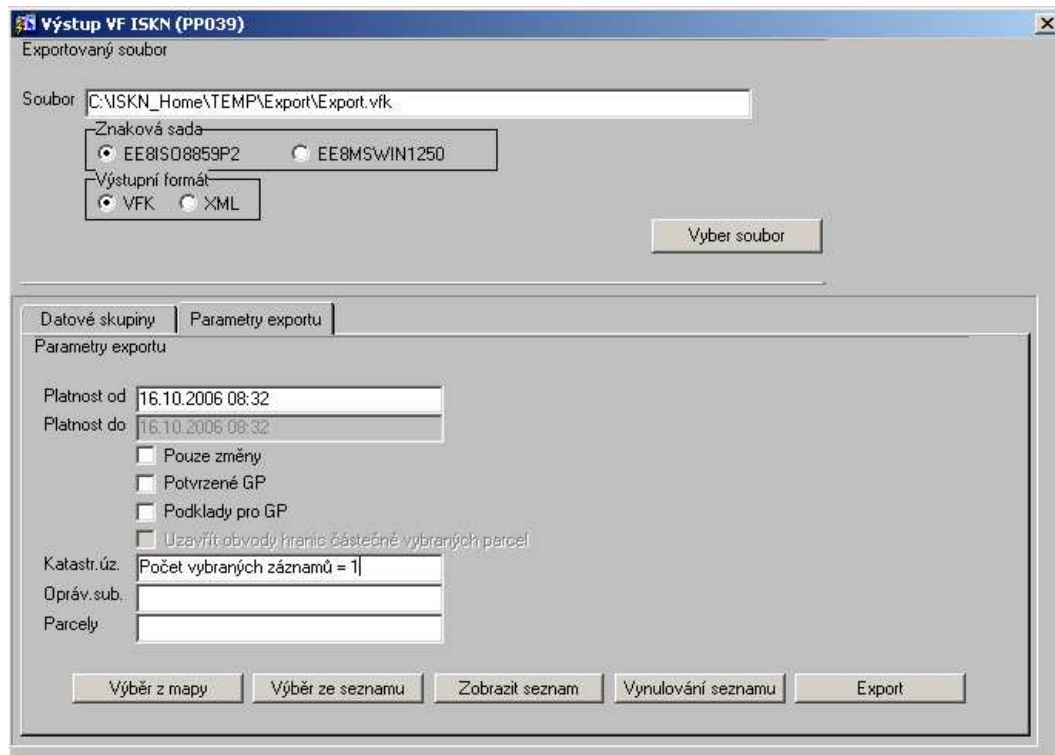 Výstup VF ISKN (PP039)
Exportovaný soubor
Soubor C:\ISKN_Home\TEMP\Export\Export.vfk
Znaková sada
EE8ISO8859P2 EE8MSWIN1250
Výstupní formát
VFK XML
Vyber soubor
Datové skupiny Parametry exportu
Parametry exportu
Platnost od 16.10.2006 08:32
Platnost do 16.10.2006 08:32
Pouze změny
Potvrzené GP
Podklady pro GP
Uzavřít obvody hranic částečně vybraných parcel
Katastr.úz. Počet vybraných záznamů = 1
Opráv.sub.
Parcely
Výběr z mapy Výběr ze seznamu Zobrazit seznam Vynulování seznamu Export